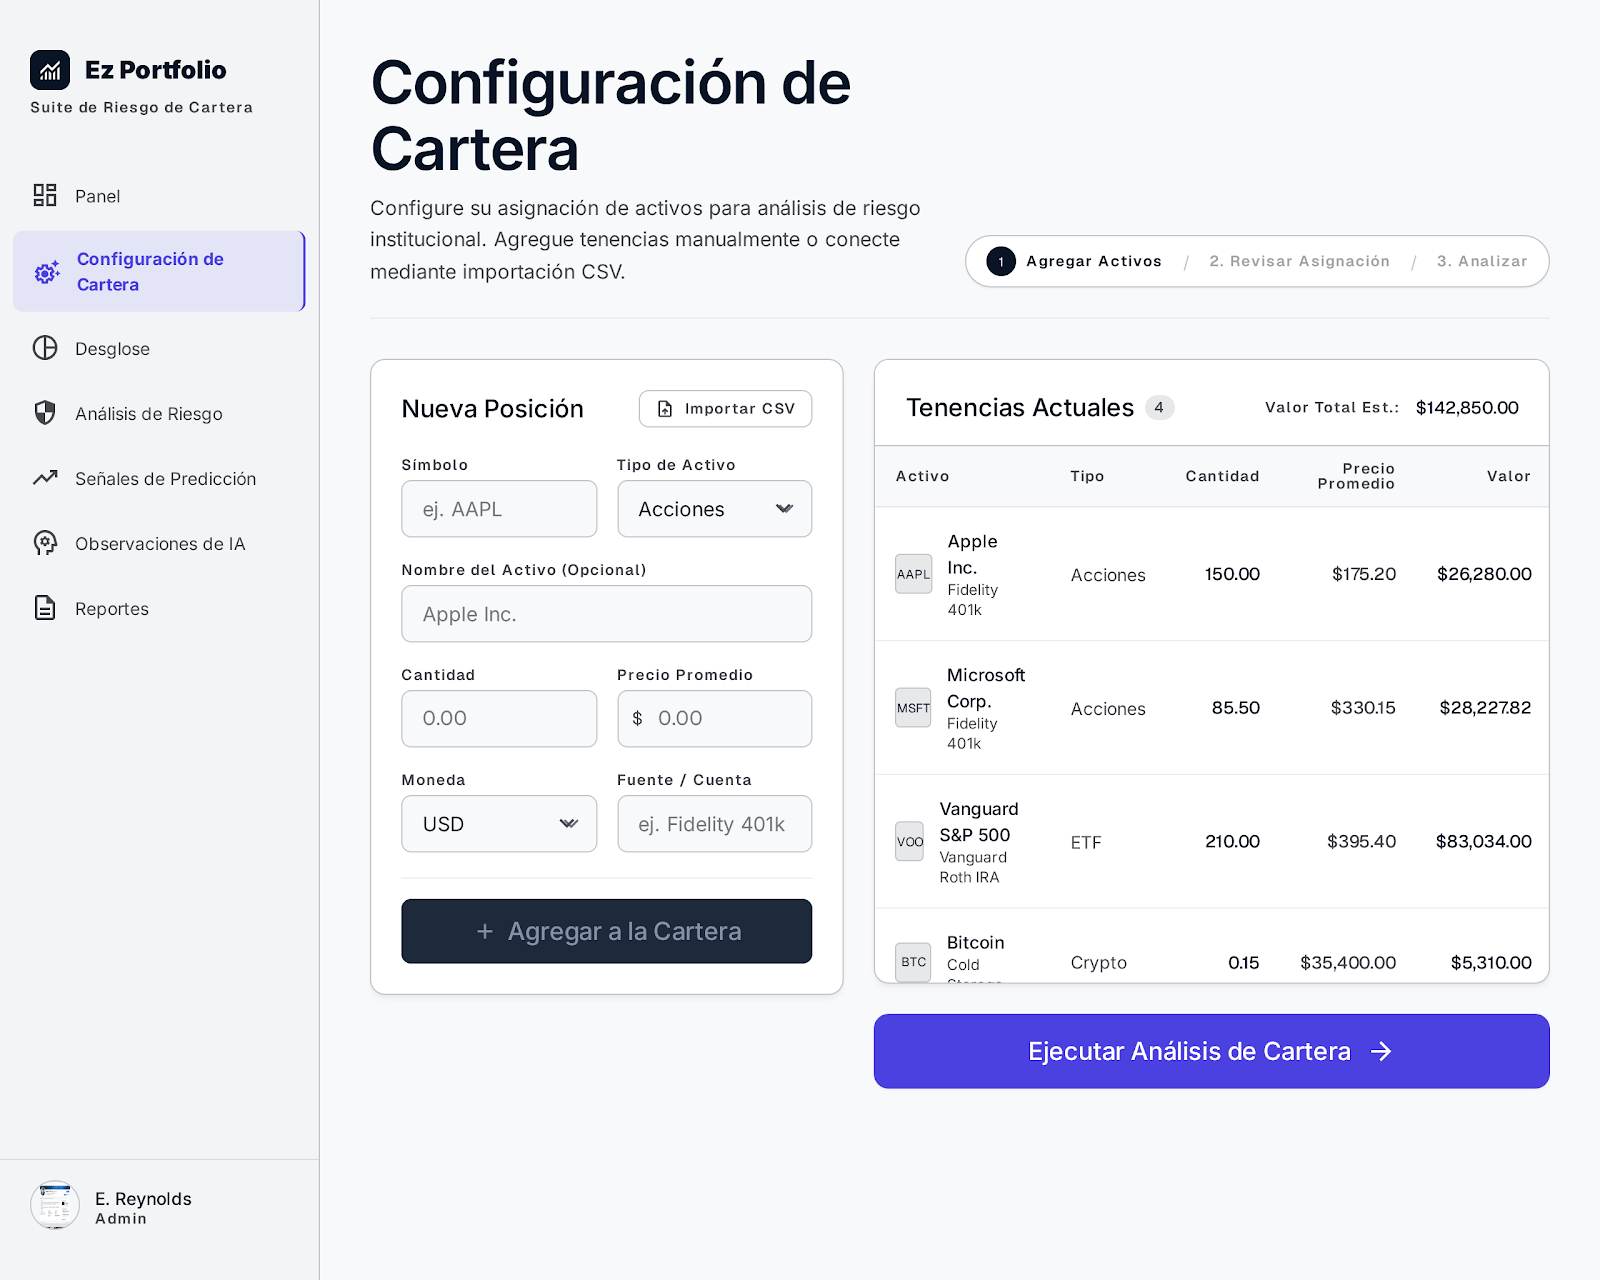 Ez Portfolio
Suite de Riesgo de Cartera
Panel
Configuración de
Cartera
Desglose
Análisis de Riesgo
Señales de Predicción
Observaciones de IA
Reportes
E. Reynolds
Admin
Configuración de
Cartera
Configure su asignación de activos para análisis de riesgo
institucional. Agregue tenencias manualmente o conecte
mediante importación CSV.
1 Agregar Activos / 2. Revisar Asignación / 3. Analizar
Nueva Posición
Importar CSV
Símbolo Tipo de Activo
ej. AAPL Acciones
Nombre del Activo (Opcional)
Apple Inc.
Cantidad Precio Promedio
0.00 $ 0.00
Moneda Fuente / Cuenta
USD ej. Fidelity 401k
+ Agregar a la Cartera
Tenencias Actuales 4 Valor Total Est.: $142,850.00
Activo Tipo Cantidad Precio Promedio Valor
AAPL
Apple
Inc.
Fidelity
401k
Acciones 150.00 $175.20 $26,280.00
MSFT
Microsoft
Corp.
Fidelity
401k
Acciones 85.50 $330.15 $28,227.82
VOO
Vanguard
S&P 500
Vanguard
Roth IRA
ETF 210.00 $395.40 $83,034.00
BTC
Bitcoin
Cold
Crypto 0.15 $35,400.00 $5,310.00
Ejecutar Análisis de Cartera